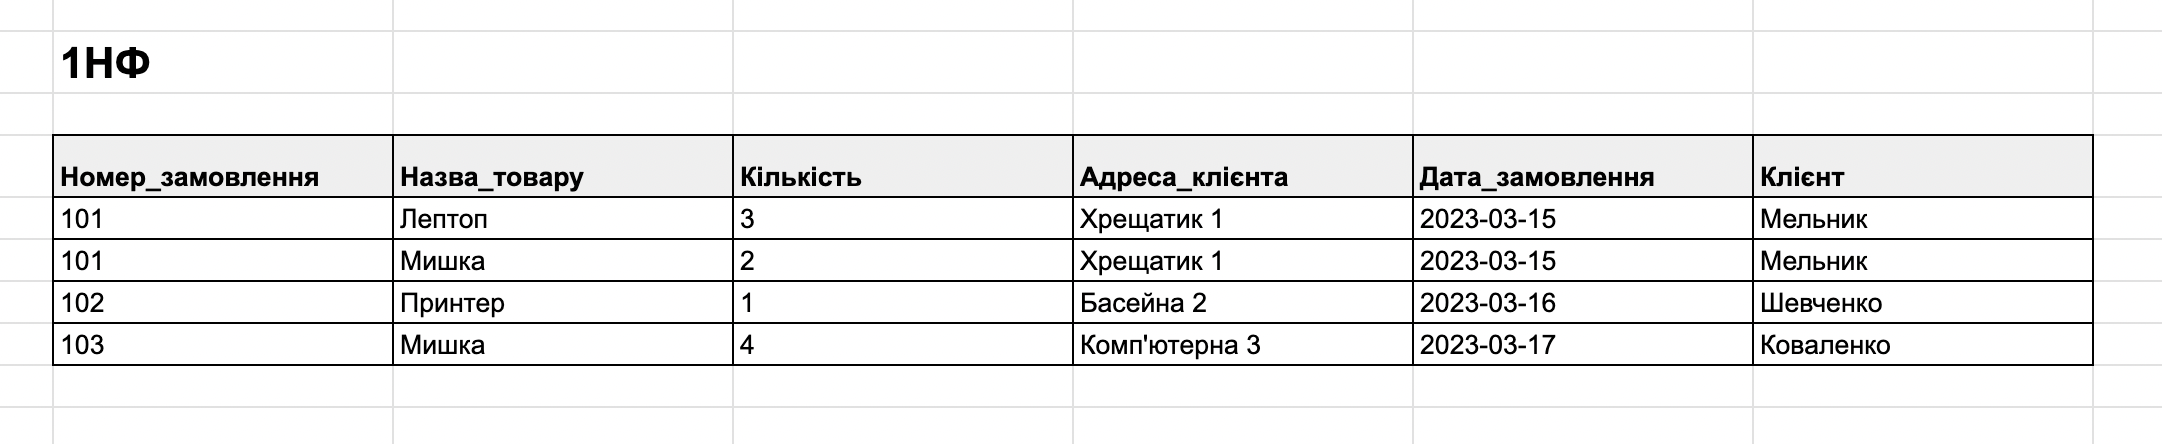 1НФ
Номер_замовлення Назва_товару Кількість Адреса_клієнта Дата_замовлення Клієнт
101 Лептоп 3 Хрещатик 1 2023-03-15 Мельник
101 Мишка 2 Хрещатик 1 2023-03-15 Мельник
102 Принтер 1 Басейна 2 2023-03-16 Шевченко
103 Мишка 4 Комп'ютерна 3 2023-03-17 Коваленко